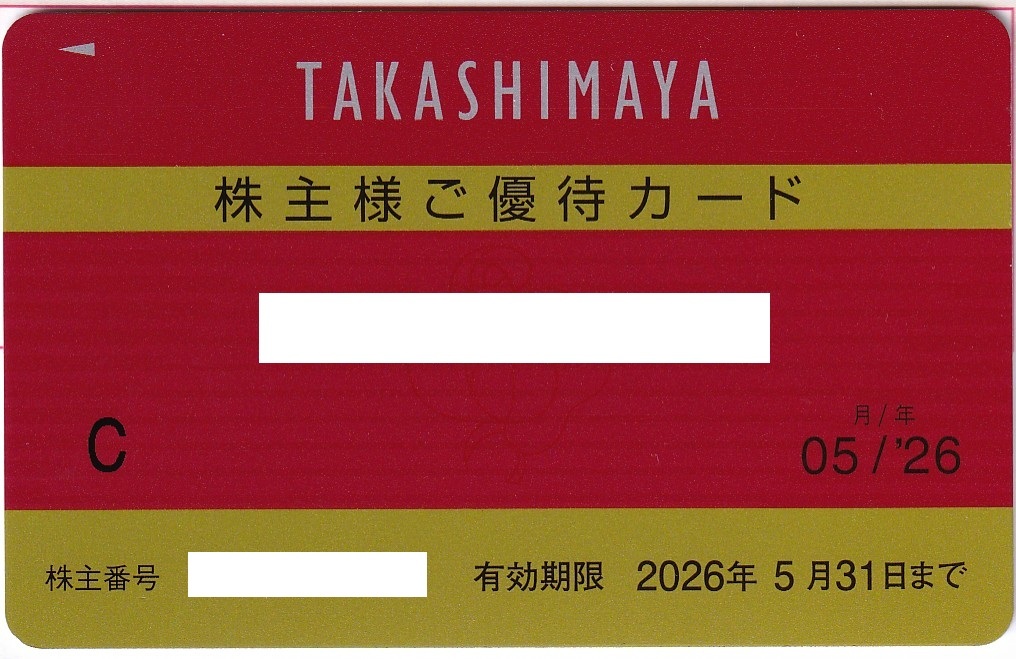 TAKASHIMAYA
株主様ご優待カード
C
月/年
05/'26
株主番号
有効期限 2026年 5月31日まで